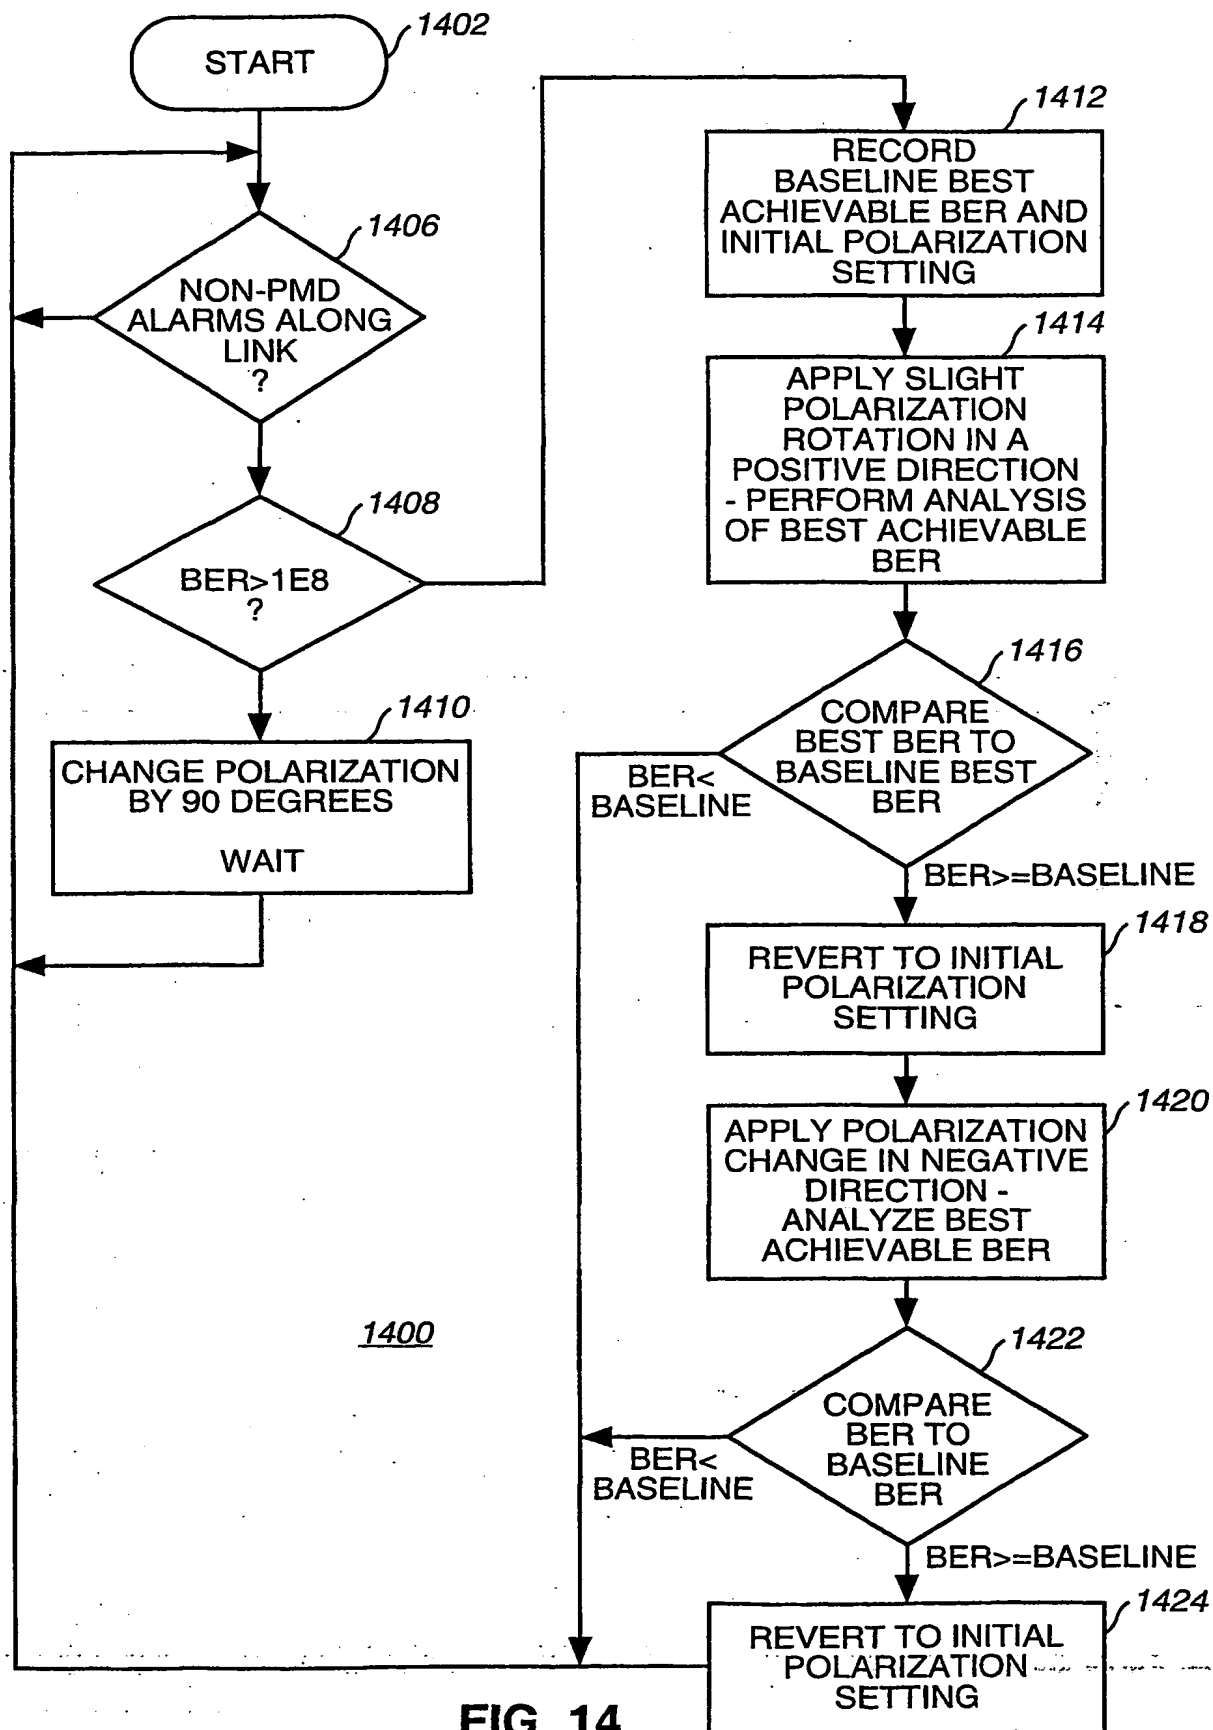 START
1402
NON-PMD
ALARMS ALONG
LINK
?
1406
BER>1E8
?
1408
CHANGE POLARIZATION
BY 90 DEGREES
WAIT
1410
RECORD
BASELINE BEST
ACHIEVABLE BER AND
INITIAL POLARIZATION
SETTING
1412
APPLY SLIGHT
POLARIZATION
ROTATION IN A
POSITIVE DIRECTION
- PERFORM ANALYSIS
OF BEST ACHIEVABLE
BER
1414
COMPARE
BEST BER TO
BASELINE BEST
BER
1416
BER<
BASELINE
BER>=BASELINE
REVERT TO INITIAL
POLARIZATION
SETTING
1418
APPLY POLARIZATION
CHANGE IN NEGATIVE
DIRECTION -
ANALYZE BEST
ACHIEVABLE BER
1420
COMPARE
BER TO
BASELINE
BER
1422
BER<
BASELINE
BER>=BASELINE
REVERT TO INITIAL
POLARIZATION
SETTING
1424
1400
FIG. 14